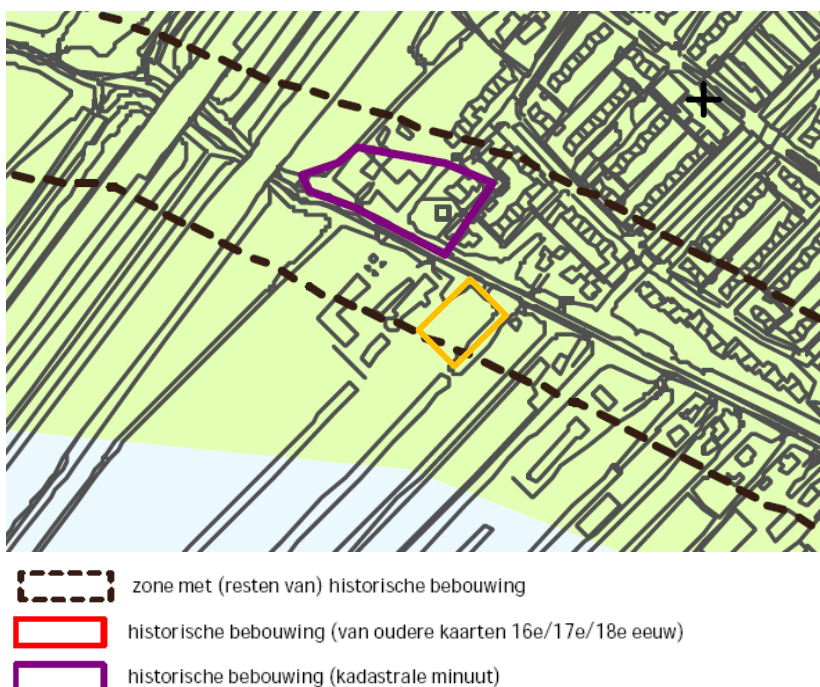 zone met (resten van) historische bebouwing
historische bebouwing (van oudere kaarten 16e/17e/18e eeuw)
historische bebouwing (kadastrale minuut)